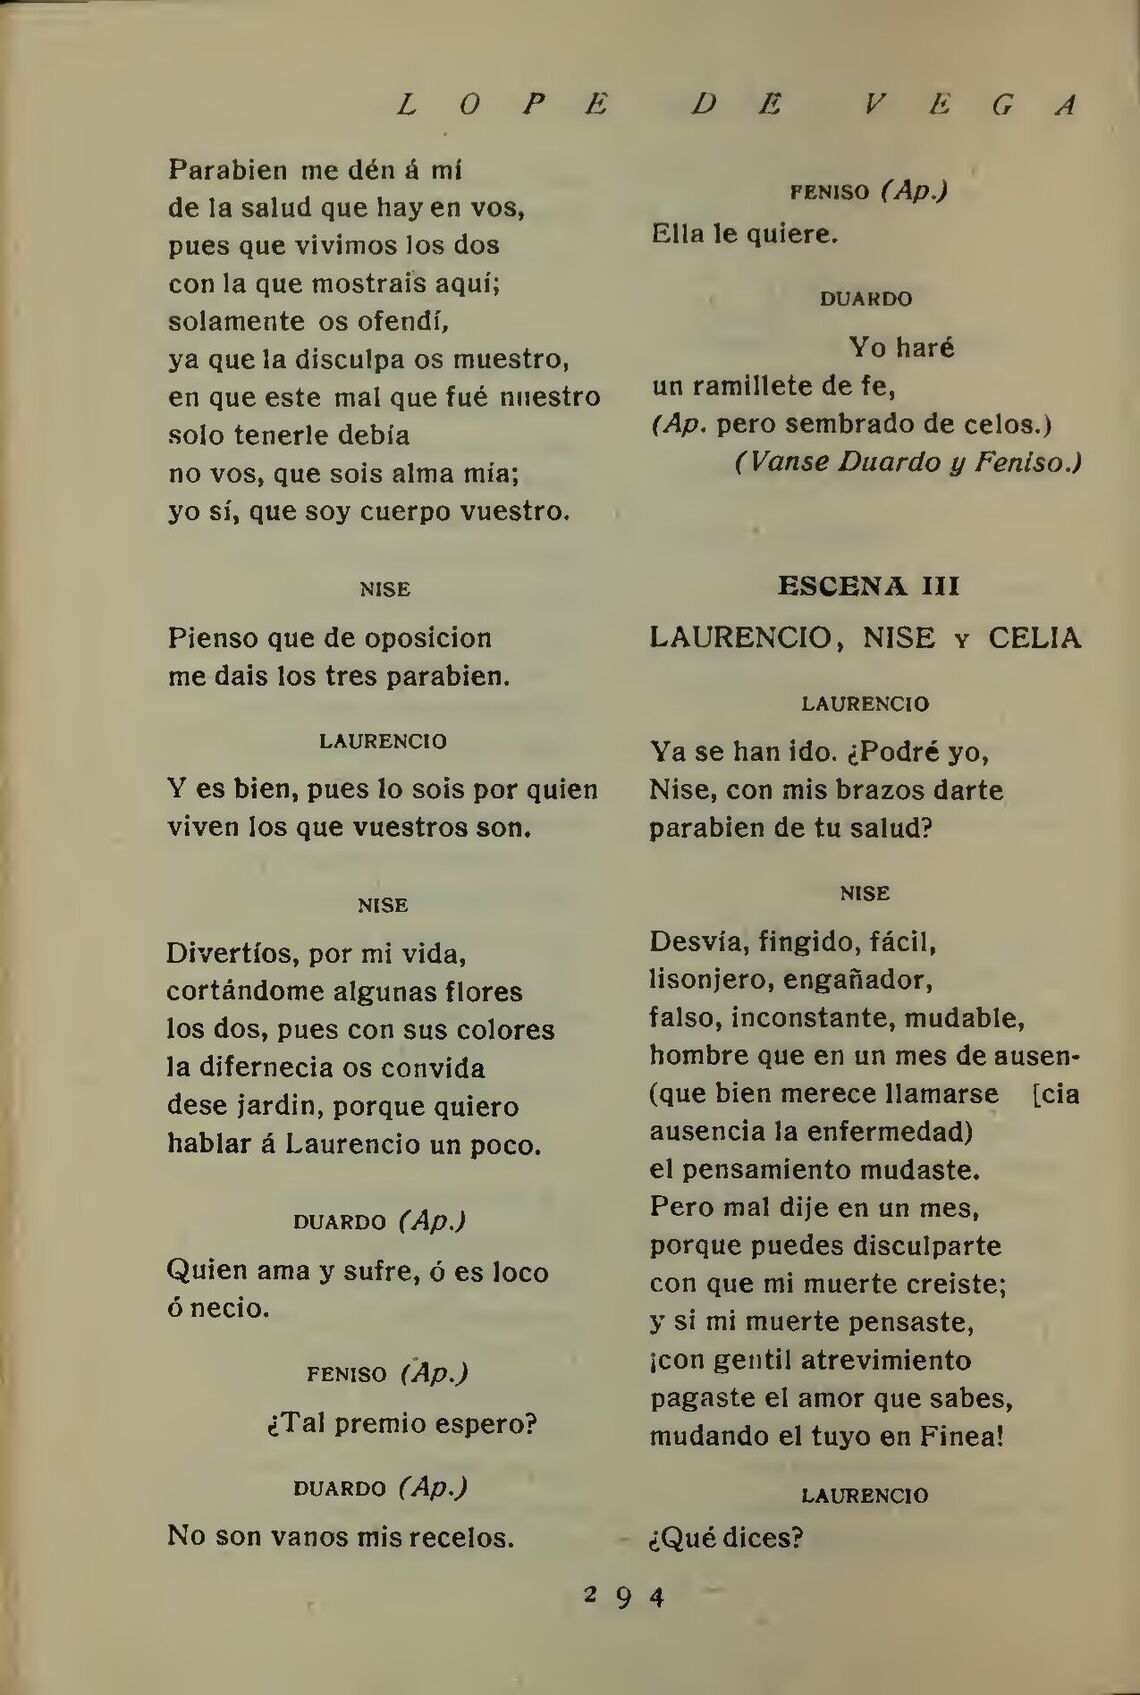 LOPE DE VEGA
Parabien me dén á mí
de la salud que hay en vos,
pues que vivimos los dos
con la que mostrais aquí;
solamente os ofendí,
ya que la disculpa os muestro,
en que este mal que fué nuestro
solo tenerle debía
no vos, que sois alma mía;
yo sí, que soy cuerpo vuestro.
NISE
Pienso que de oposicion
me dais los tres parabien.
LAURENCIO
Y es bien, pues lo sois por quien
viven los que vuestros son.
NISE
Divertíos, por mi vida,
cortándome algunas flores
los dos, pues con sus colores
la difernecia os convida
dese jardin, porque quiero
hablar á Laurencio un poco.
DUARDO (Ap.)
Quien ama y sufre, ó es loco
ó necio.
FENISO (Ap.)
¿Tal premio espero?
DUARDO (Ap.)
No son vanos mis recelos.
FENISO (Ap.)
Ella le quiere.
DUARDO
Yo haré
un ramillete de fe,
(Ap. pero sembrado de celos.)
(Vanse Duardo y Feniso.)
ESCENA III
LAURENCIO, NISE Y CELIA
LAURENCIO
Ya se han ido. ¿Podré yo,
Nise, con mis brazos darte
parabien de tu salud?
NISE
Desvía, fingido, fácil,
lisonjero, engañador,
falso, inconstante, mudable,
hombre que en un mes de ausen-
(que bien merece llamarse [cia
ausencia la enfermedad)
el pensamiento mudaste.
Pero mal dije en un mes,
porque puedes disculparte
con que mi muerte creiste;
y si mi muerte pensaste,
¡con gentil atrevimiento
pagaste el amor que sabes,
mudando el tuyo en Finea!
LAURENCIO
¿Qué dices?
294